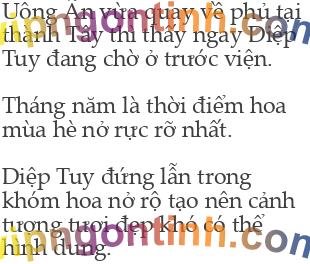 Uông Ấn vừa quay về phủ tại
thành Tây thì thấy ngay Diệp
Tuy đang chờ ở trước viện.
Tháng năm là thời điểm hoa
mùa hè nở rực rỡ nhất.
Diệp Tuy đứng lẫn trong
khóm hoa nở rộ tạo nên cảnh
tượng tươi đẹp khó có thể
hình dung.